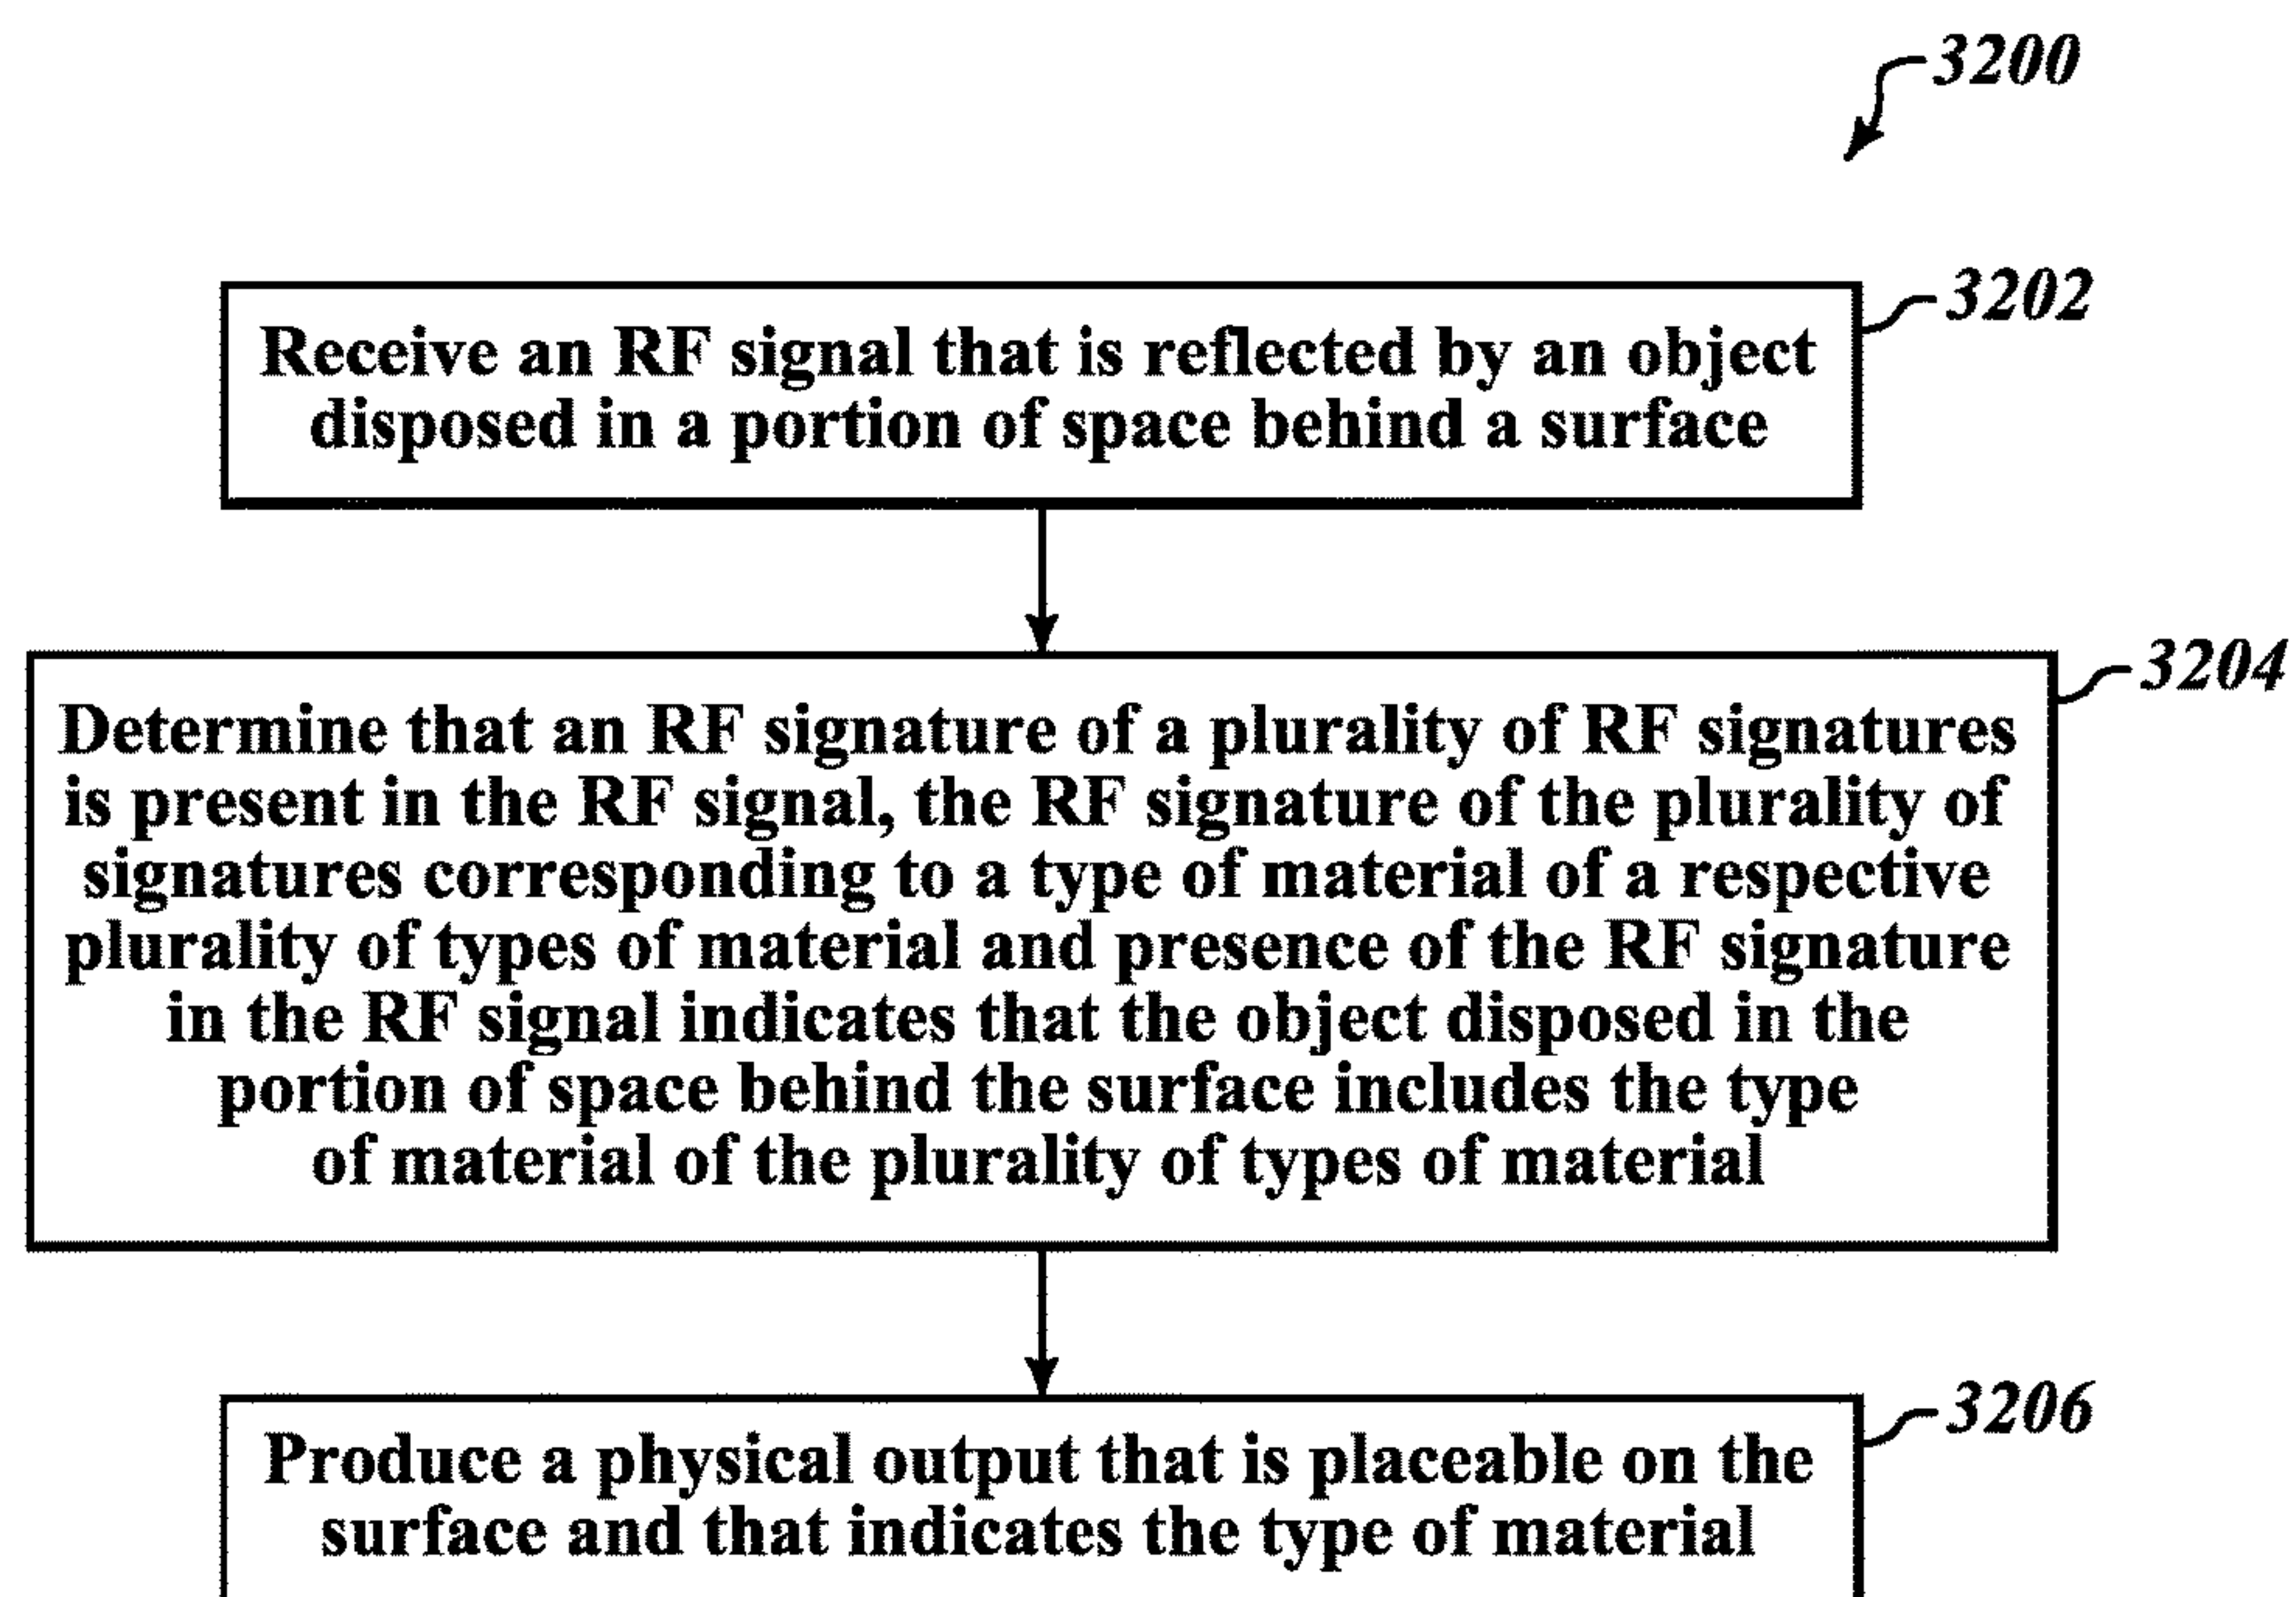 3200
3202
Receive an RF signal that is reflected by an object
disposed in a portion of space behind a surface
3204
Determine that an RF signature of a plurality of RF signatures
is present in the RF signal, the RF signature of the plurality of
signatures corresponding to a type of material of a respective
plurality of types of material and presence of the RF signature
in the RF signal indicates that the object disposed in the
portion of space behind the surface includes the type
of material of the plurality of types of material
3206
Produce a physical output that is placeable on the
surface and that indicates the type of material